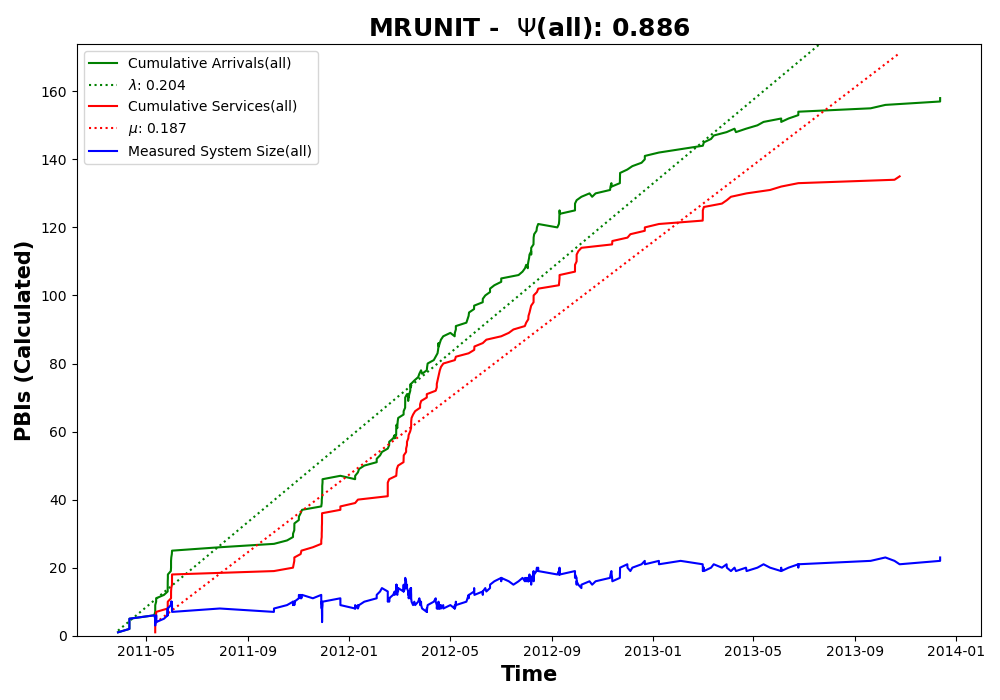 MRUNIT - Ψ(all): 0.886
Cumulative Arrivals(all)
λ: 0.204
Cumulative Services(all)
μ: 0.187
Measured System Size(all)
PBIs (Calculated)
160
140
120
100
80
60
40
20
0
2011-05 2011-09 2012-01 2012-05 2012-09 2013-01 2013-05 2013-09 2014-01
Time